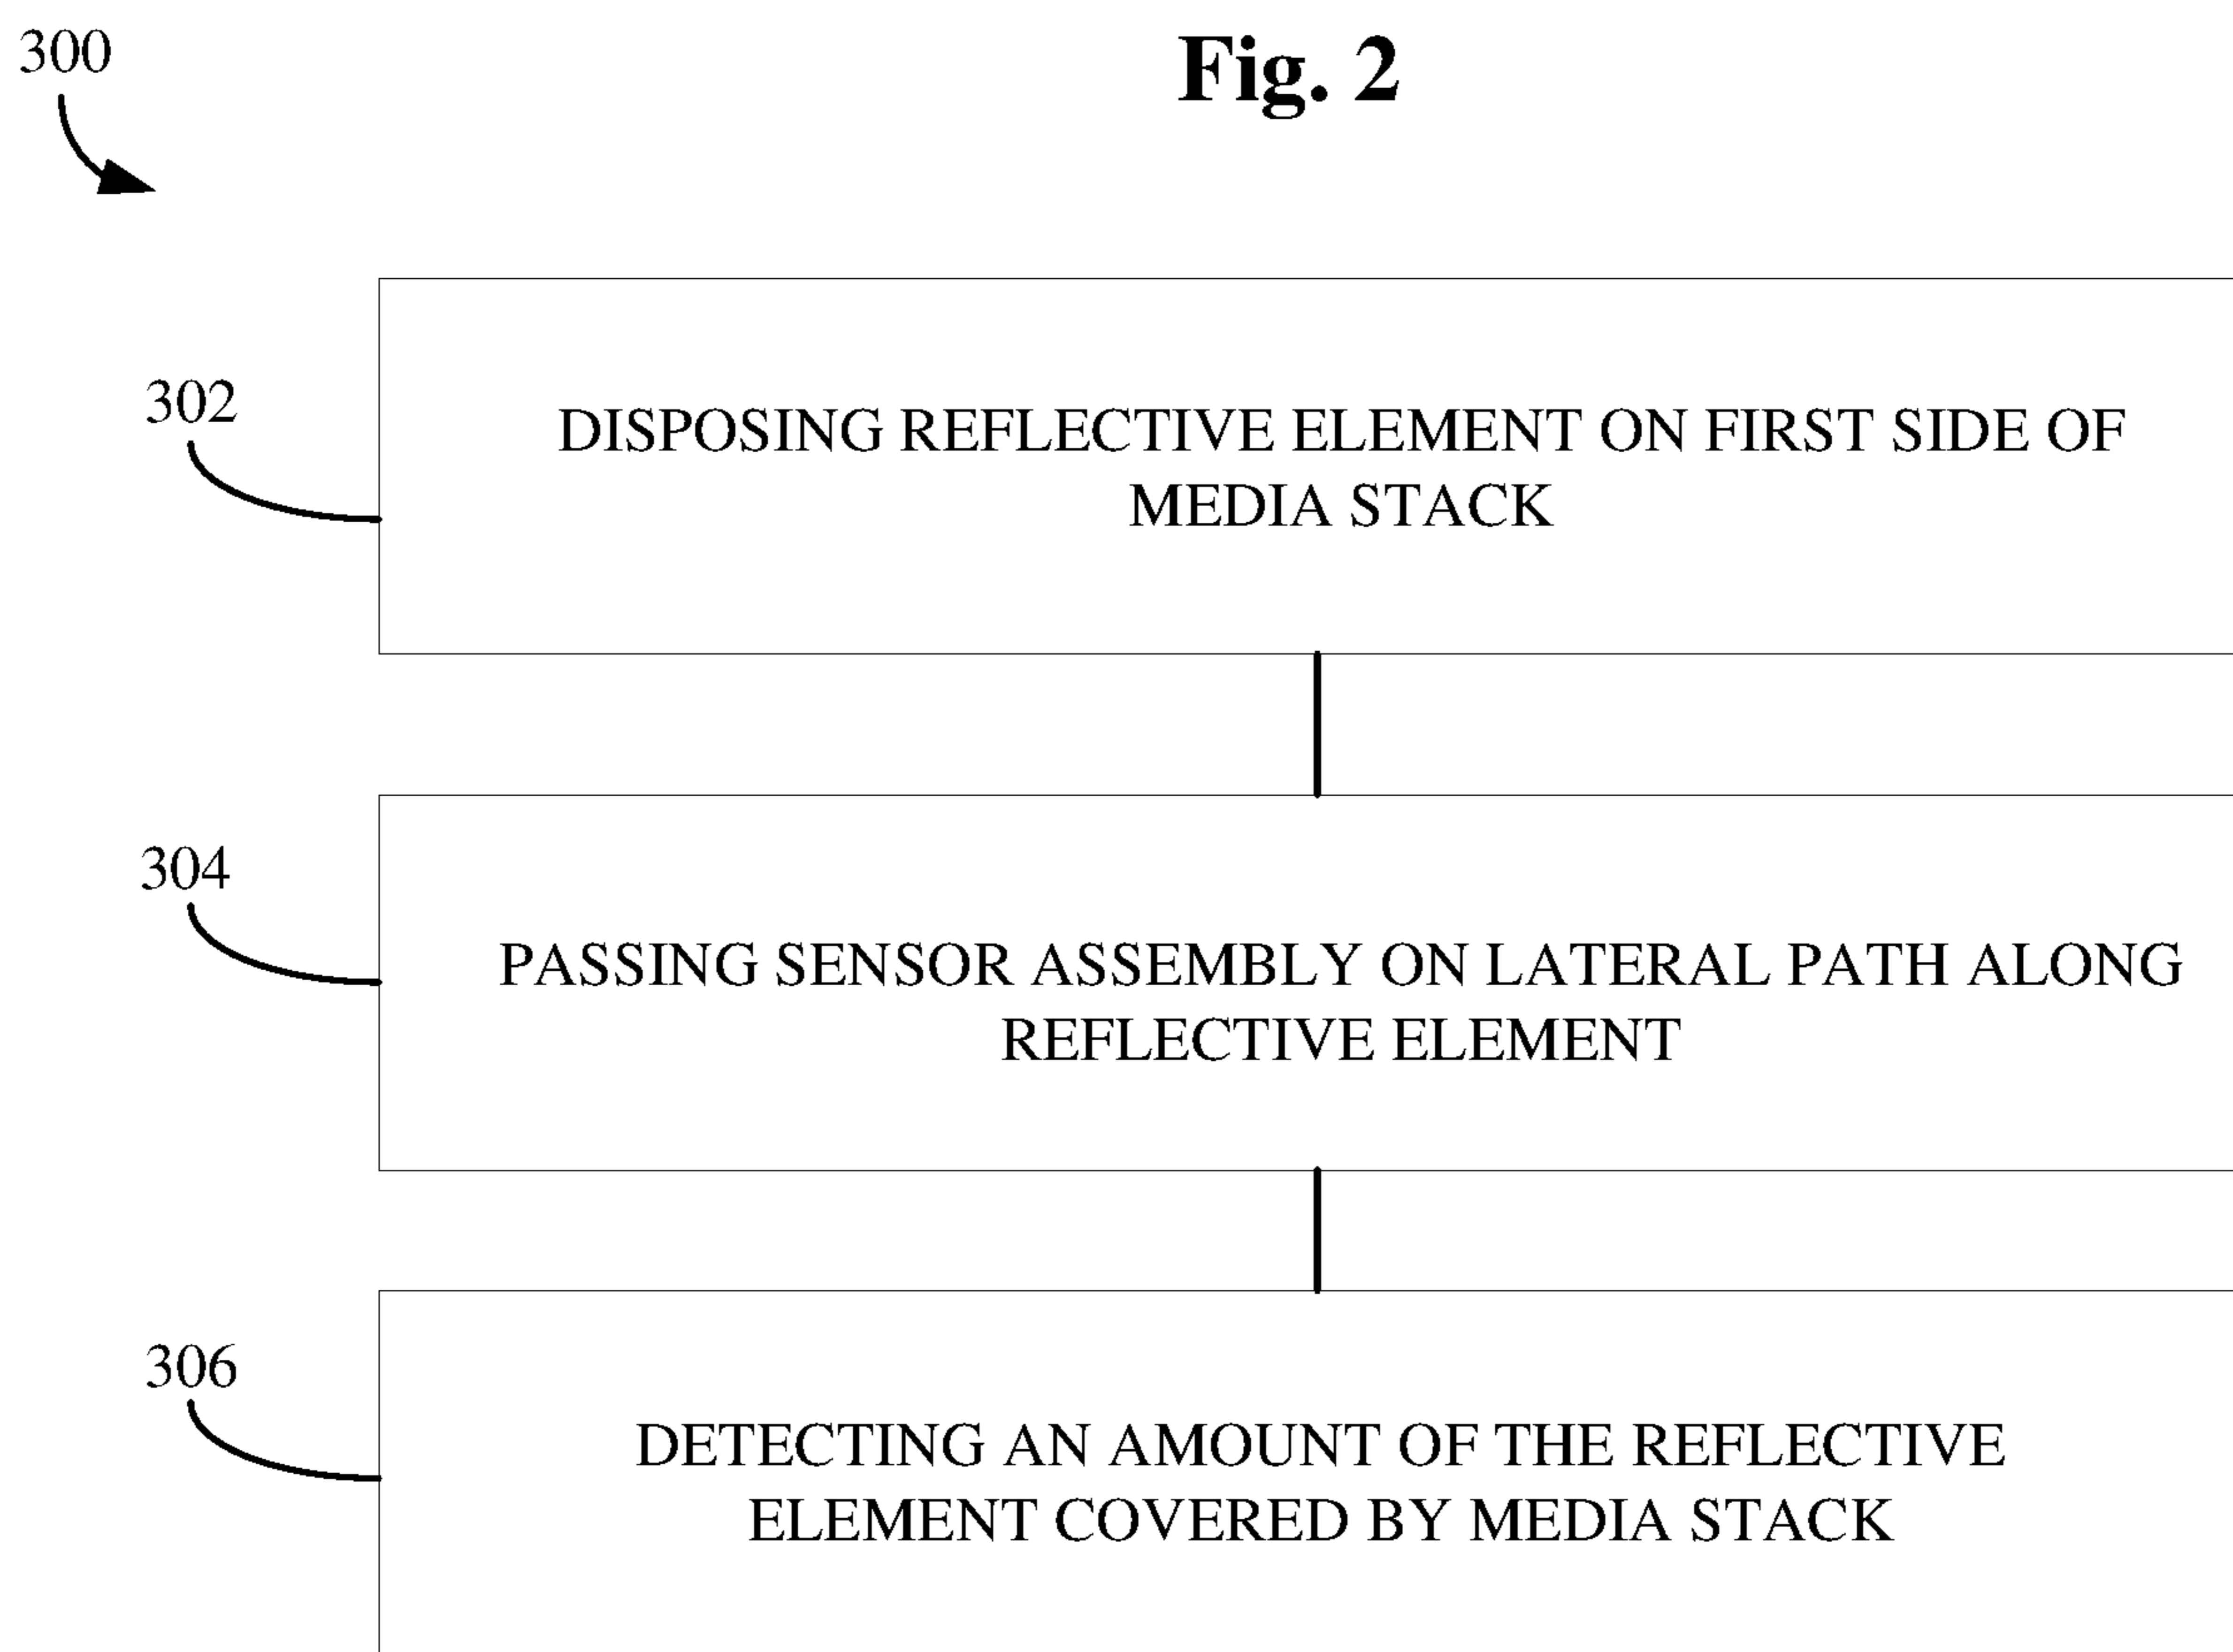 300
Fig. 2
302
DISPOSING REFLECTIVE ELEMENT ON FIRST SIDE OF
MEDIA STACK
304
PASSING SENSOR ASSEMBLY ON LATERAL PATH ALONG
REFLECTIVE ELEMENT
306
DETECTING AN AMOUNT OF THE REFLECTIVE
ELEMENT COVERED BY MEDIA STACK